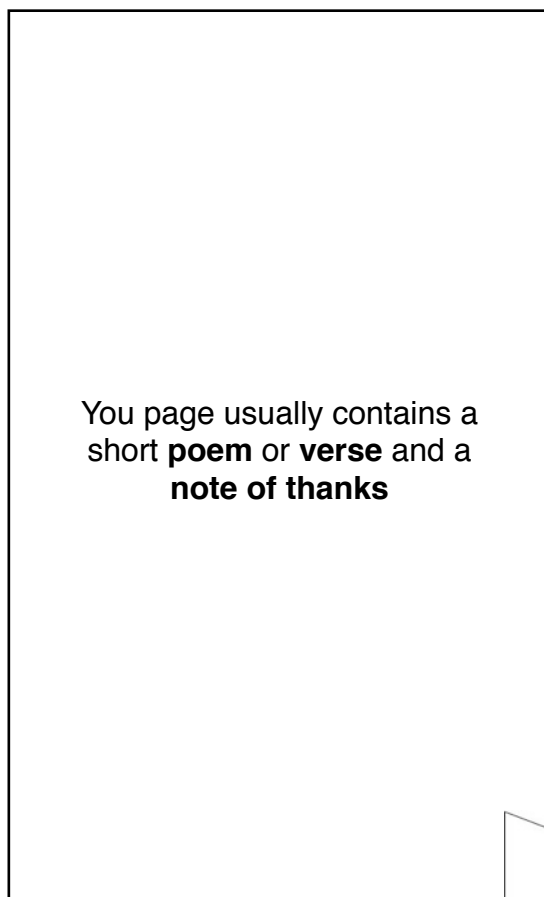 You page usually contains a
short poem or verse and a
note of thanks